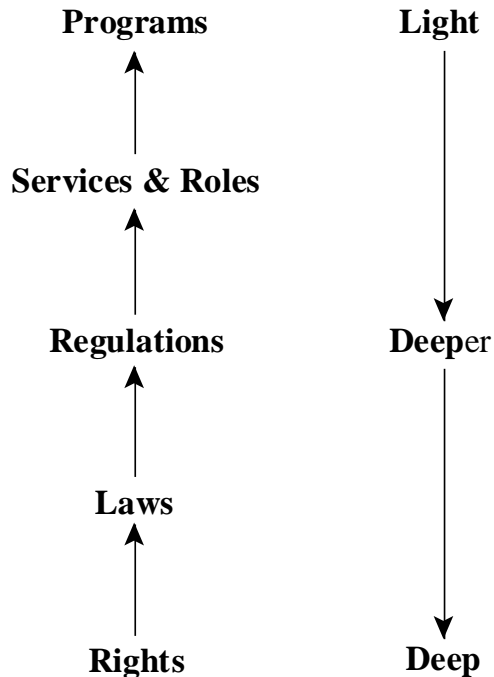 Programs
Light
Services & Roles
Regulations
Deeper
Laws
Rights
Deep